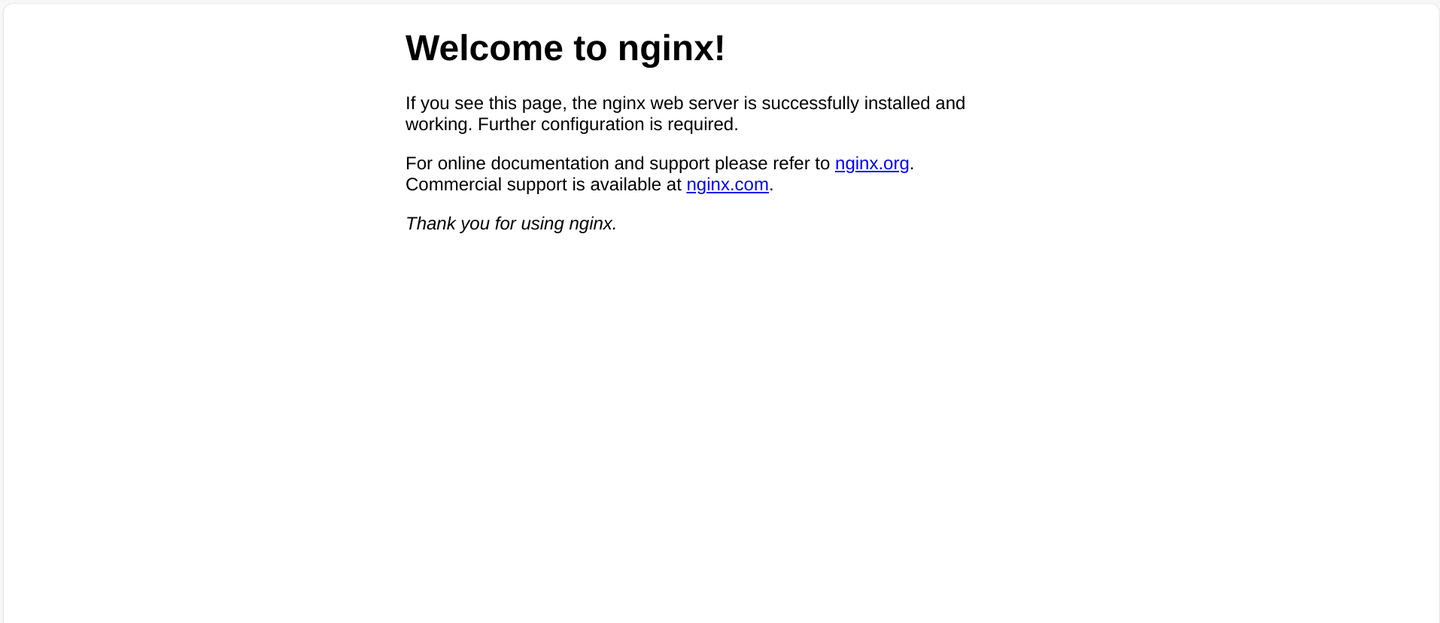 Welcome to nginx!
If you see this page, the nginx web server is successfully installed and
working. Further configuration is required.
For online documentation and support please refer to nginx.org.
Commercial support is available at nginx.com.
Thank you for using nginx.